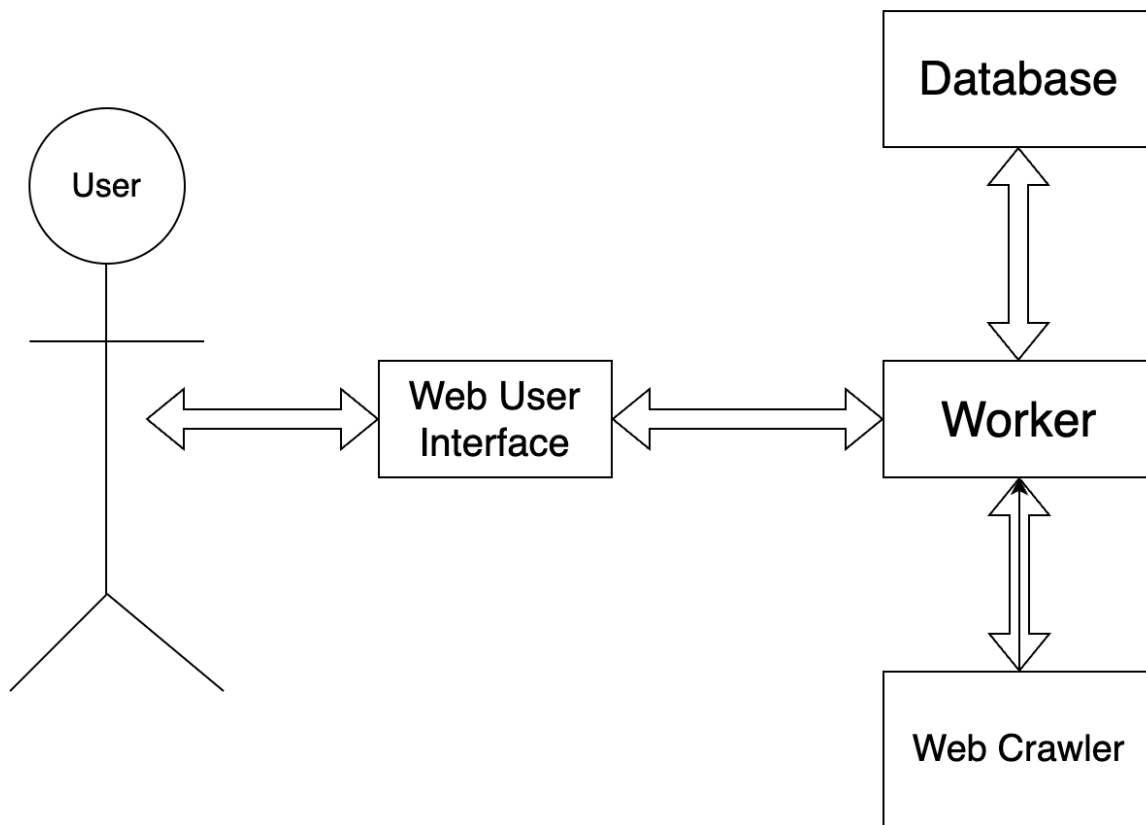 Database
User
Web User
Interface
Worker
Web Crawler